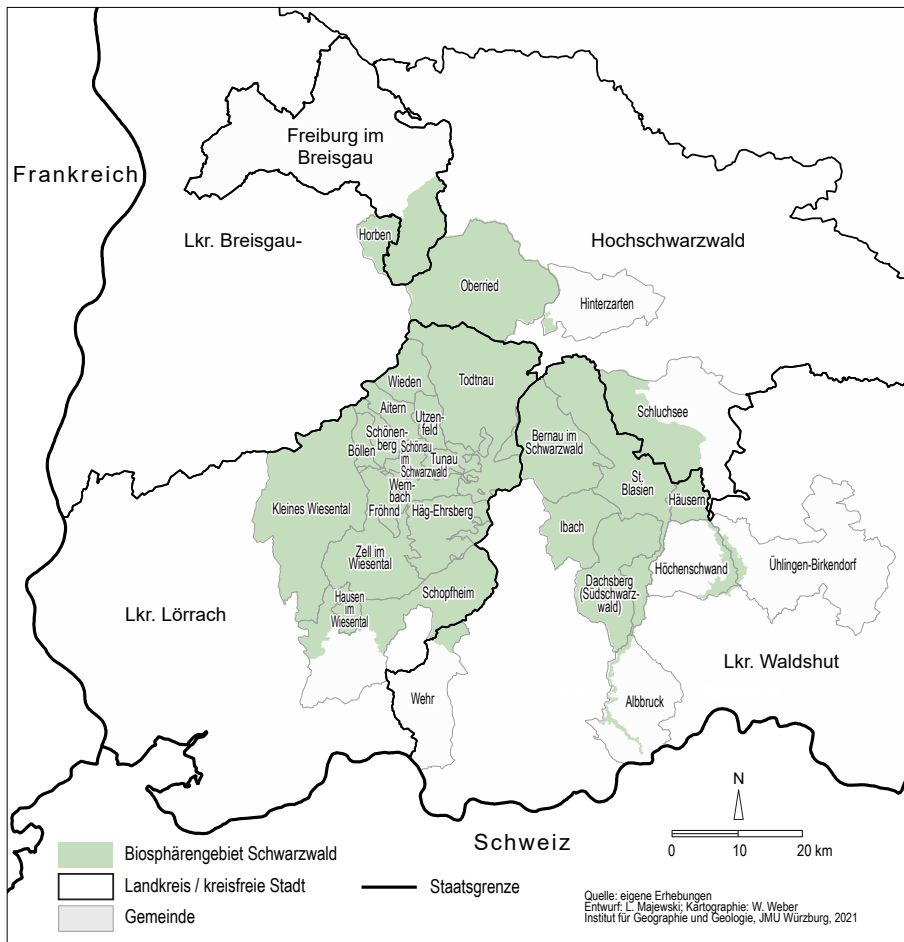 Freiburg im
Breisgau
Frankreich
Lkr. Breisgau-
Horben
Hochschwarzwald
Oberried
Hinterzarten
Wieden
Todtnau
Aitern
Utzen-
feld
Schluchsee
Schönen-
berg
Böllen
Schönau
im
Schwarzwald
Tunau
Bernau im
Schwarzwald
St.
Blasien
Häusern
Wem-
bach
Kleines Wiesental
Fröhnd
Häg-Ehrsberg
Ibach
Zell im
Wiesental
Höchenschwand
Ühlingen-Birkendorf
Dachsberg
(Südschwarz-
wald)
Schopfheim
Hausen
im
Wiesental
Lkr. Lörrach
Lkr. Waldshut
Wehr
Albbruck
N
Schweiz
0 10 20 km
Biosphärengebiet Schwarzwald
Landkreis / kreisfreie Stadt
Staatsgrenze
Gemeinde
Quelle: eigene Erhebungen
Entwurf: L. Majewski; Kartographie: W. Weber
Institut für Geographie und Geologie, JMU Würzburg, 2021